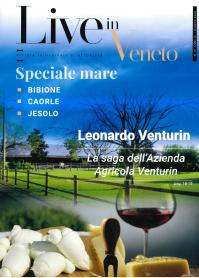 Live in
Veneto
Speciale mare
BIBIONE
CAORLE
JESOLO
Leonardo Venturin
La saga dell'Azienda
Agricola Venturin